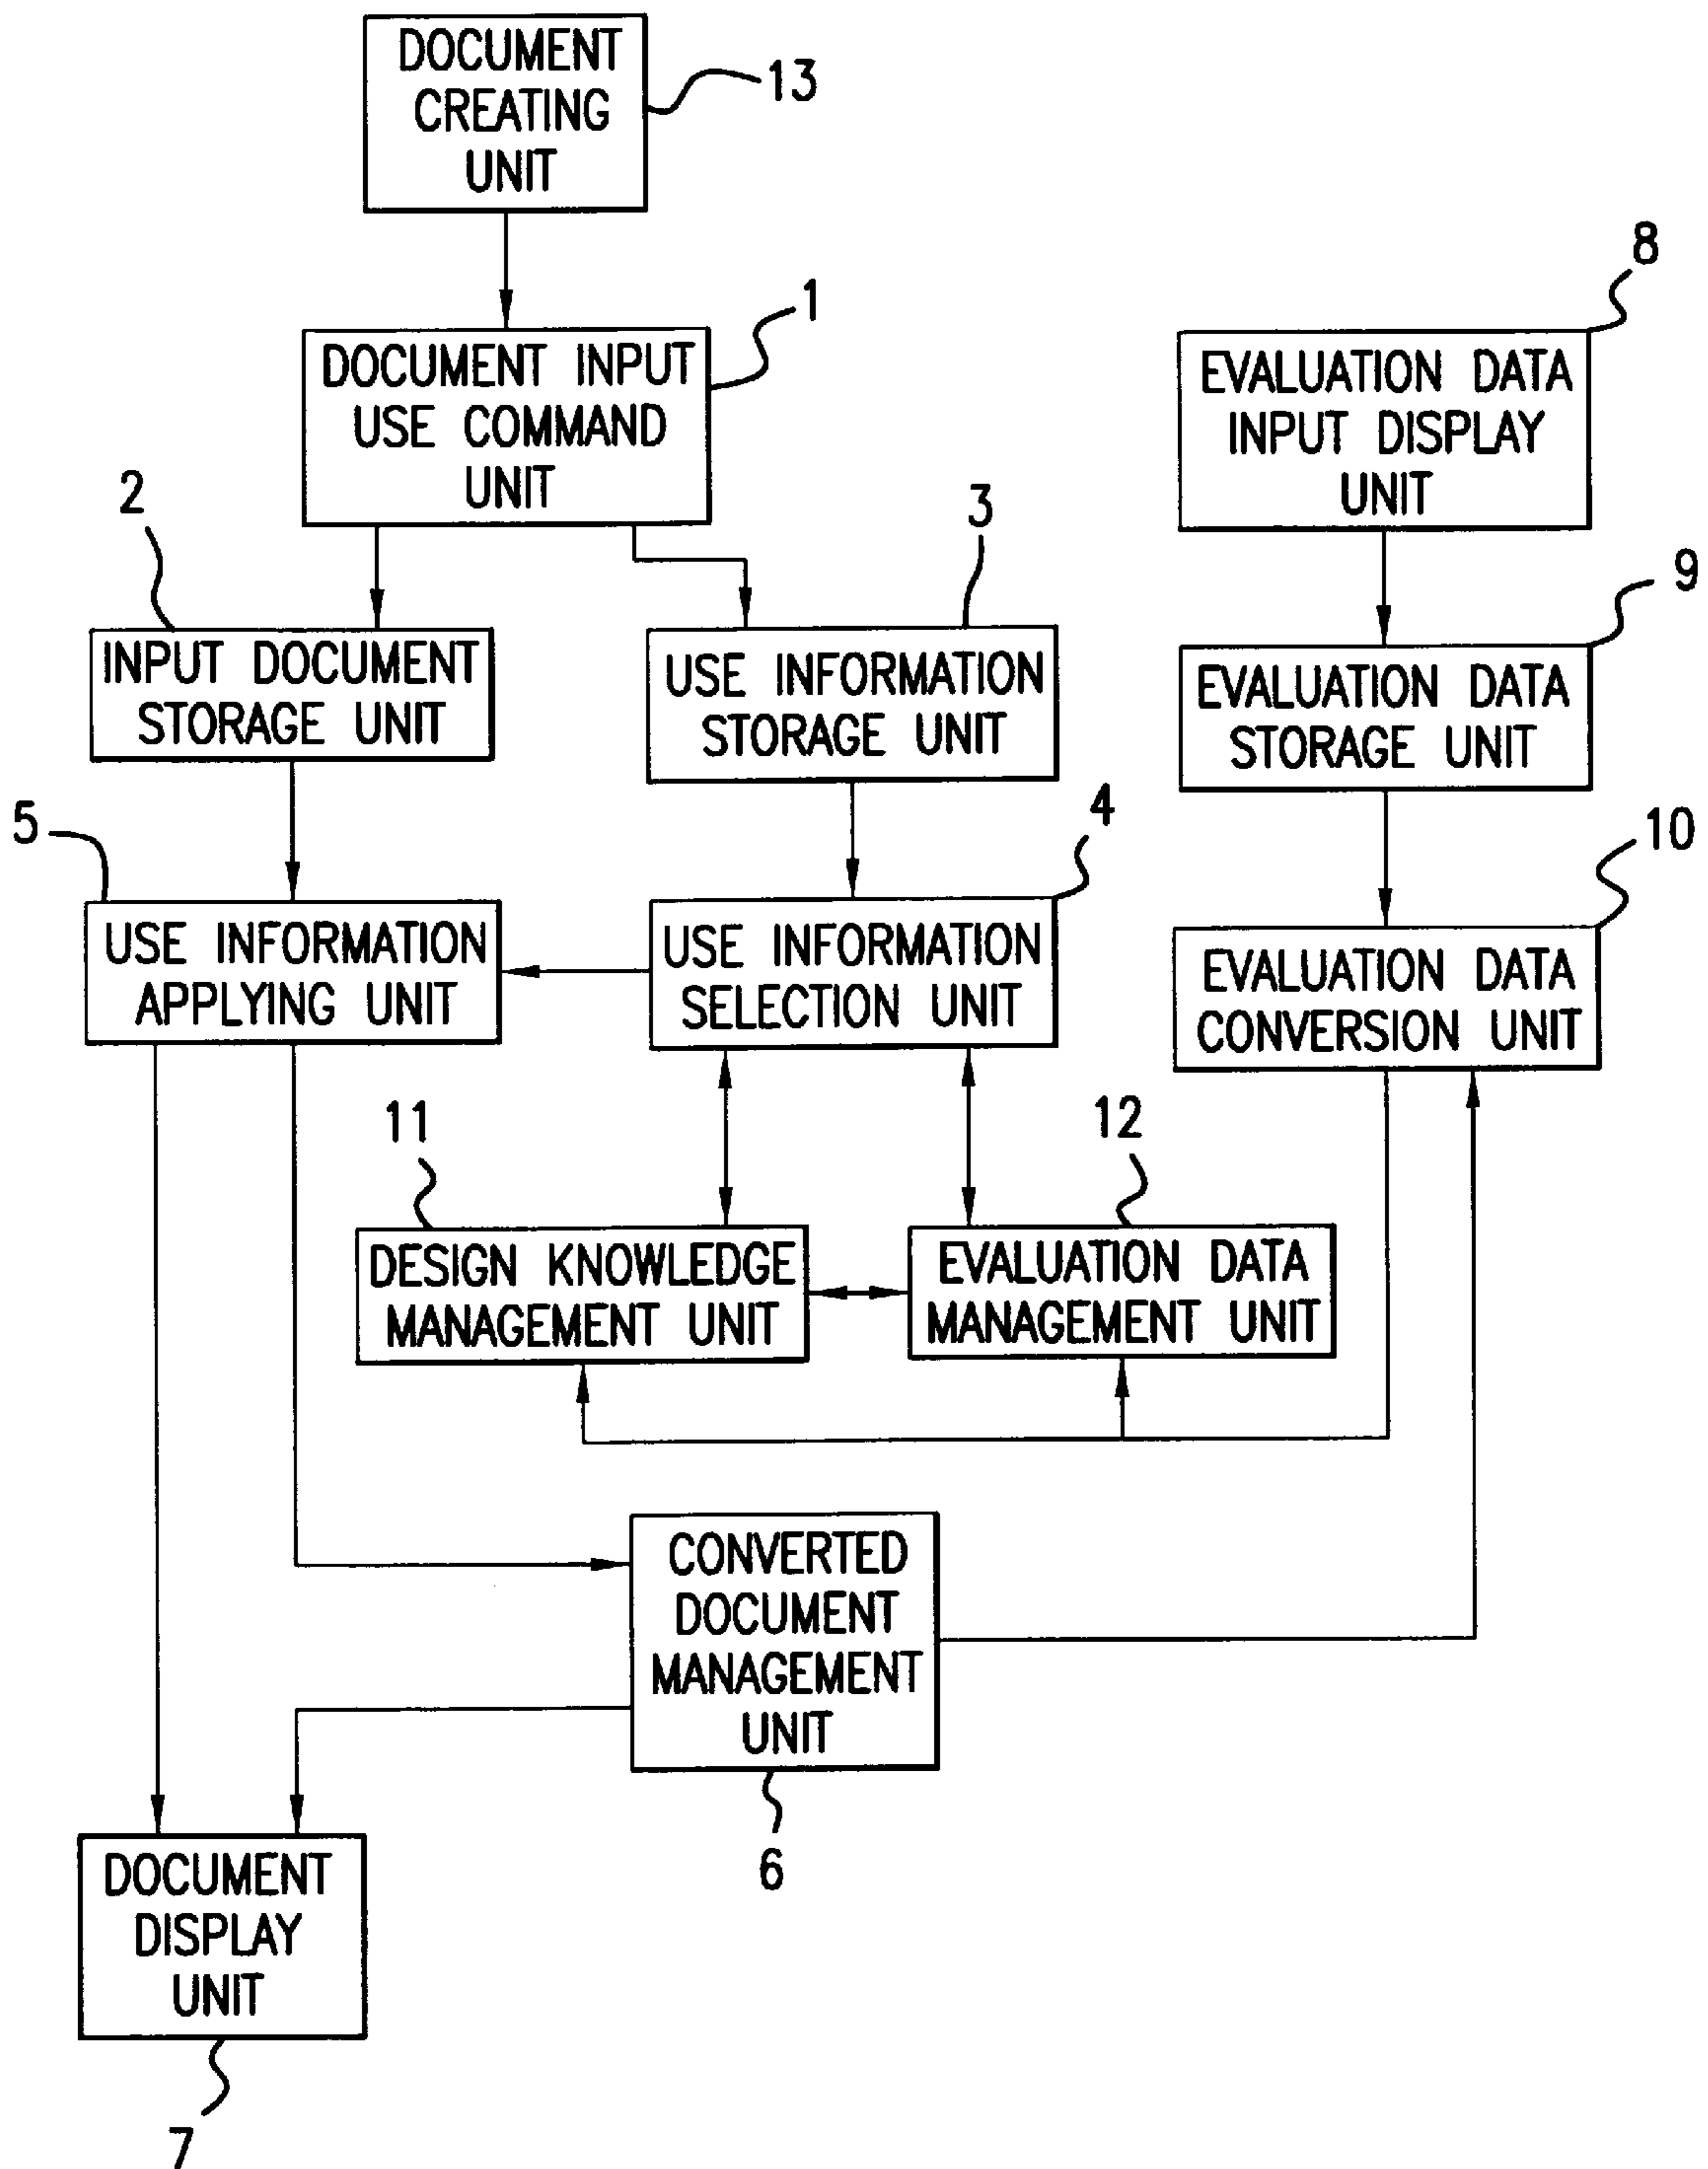 DOCUMENT
CREATING
UNIT
13
1
DOCUMENT INPUT
USE COMMAND
UNIT
8
EVALUATION DATA
INPUT DISPLAY
UNIT
2
INPUT DOCUMENT
STORAGE UNIT
3
USE INFORMATION
STORAGE UNIT
9
EVALUATION DATA
STORAGE UNIT
5
USE INFORMATION
APPLYING UNIT
4
USE INFORMATION
SELECTION UNIT
10
EVALUATION DATA
CONVERSION UNIT
11
DESIGN KNOWLEDGE
MANAGEMENT UNIT
12
EVALUATION DATA
MANAGEMENT UNIT
CONVERTED
DOCUMENT
MANAGEMENT
UNIT
6
DOCUMENT
DISPLAY
UNIT
7